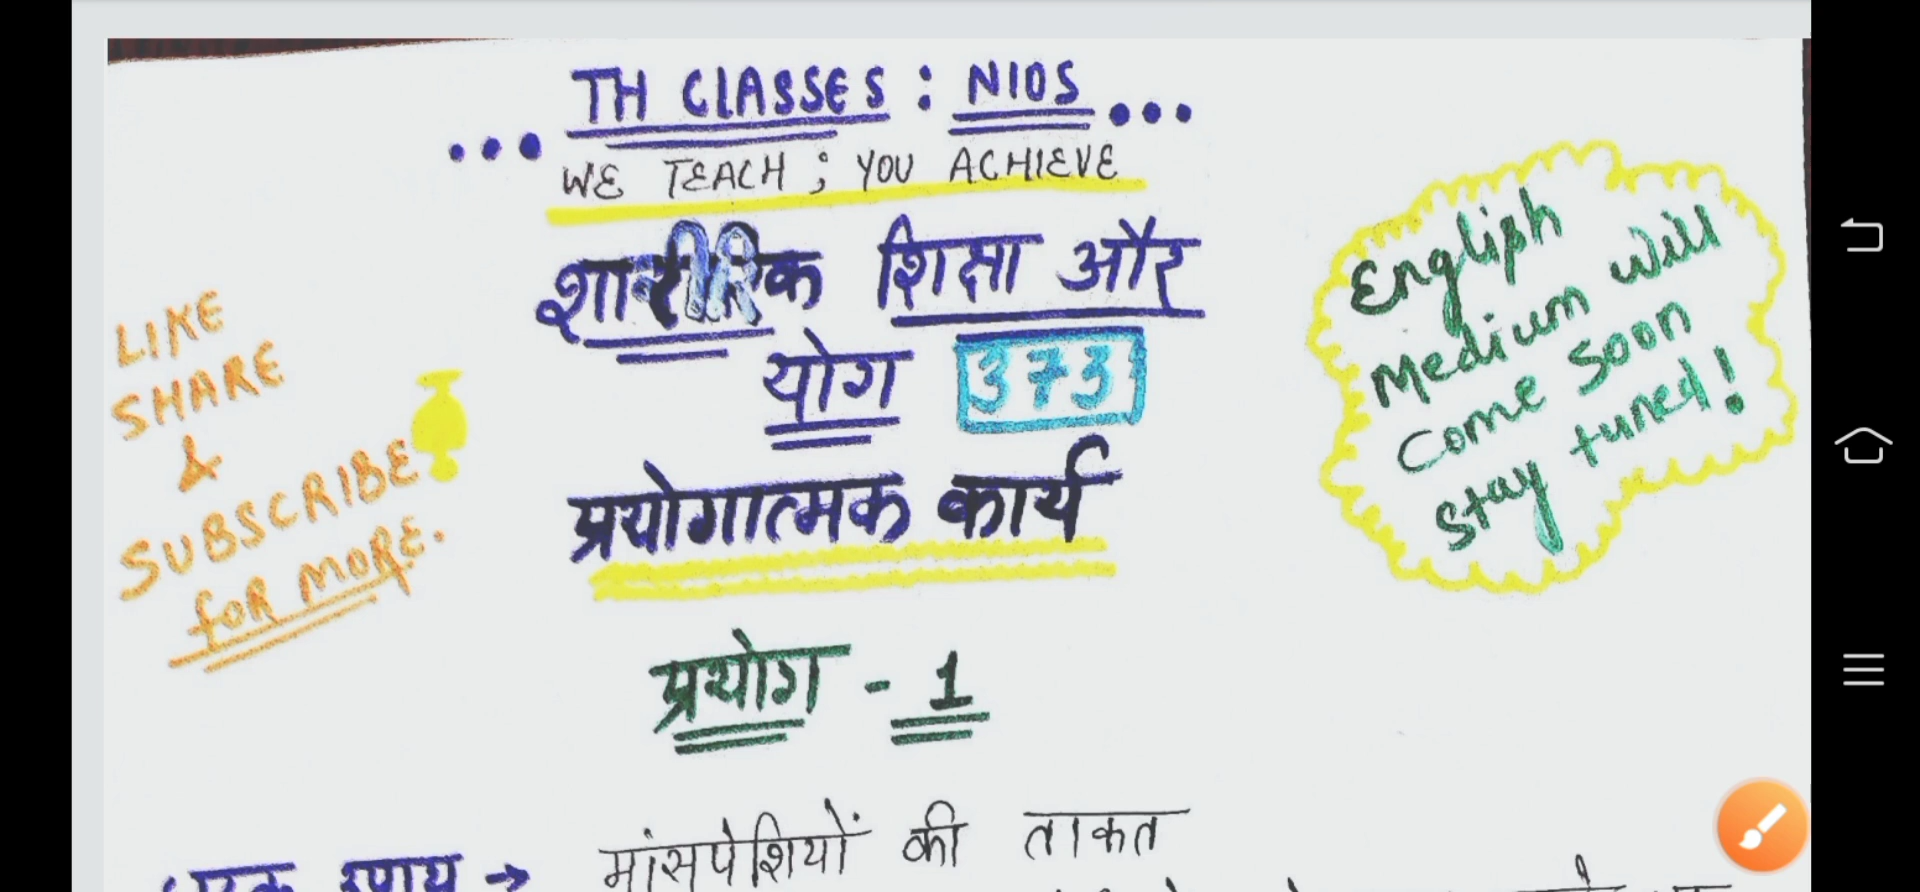 TH CLASSES : NIOS
WE TEACH ; YOU ACHIEVE
शारीरिक शिक्षा और
योग 373
प्रयोगात्मक कार्य
LIKE
SHARE
&
SUBSCRIBE
FOR MORE.
English
Medium will
Come Soon
Stay tuned!
प्रयोग - 1
मांसपेशियों की ताकत